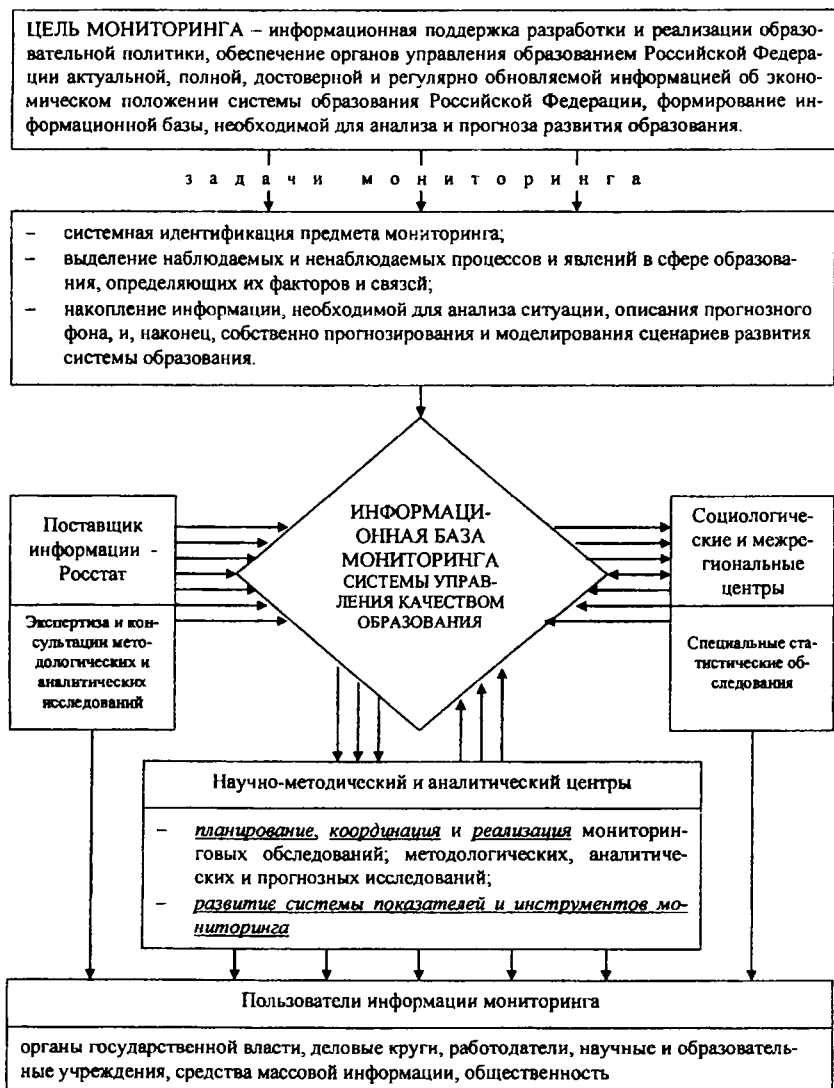 ЦЕЛЬ МОНИТОРИНГА – информационная поддержка разработки и реализации образо-
вательной политики, обеспечение органов управления образованием Российской Федера-
ции актуальной, полной, достоверной и регулярно обновляемой информацией об эконо-
мическом положении системы образования Российской Федерации, формирование ин-
формационной базы, необходимой для анализа и прогноза развития образования.
задачи мониторинга
– системная идентификация предмета мониторинга;
– выделение наблюдаемых и ненаблюдаемых процессов и явлений в сфере образова-
ния, определяющих их факторов и связей;
– накопление информации, необходимой для анализа ситуации, описания прогнозного
фона, и, наконец, собственно прогнозирования и моделирования сценариев развития
системы образования.
Поставщик
информации -
Росстат
Экспертиза и кон-
сультации мето-
дологических и
аналитических
исследований
ИНФОРМАЦИ-
ОННАЯ БАЗА
МОНИТОРИНГА
СИСТЕМЫ УПРАВ-
ЛЕНИЯ КАЧЕСТВОМ
ОБРАЗОВАНИЯ
Социологиче-
ские и межре-
гиональные
центры
Специальные ста-
тистические об-
следования
Научно-методический и аналитический центры
– планирование, координация и реализация монито­рин-
говых обследований; методологических, аналитиче-
ских и прогнозных исследований;
– развитие системы показателей и инструментов мо-
ниторинга
Пользователи информации мониторинга
органы государственной власти, деловые круги, работодатели, научные и образователь-
ные учреждения, средства массовой информации, общественность